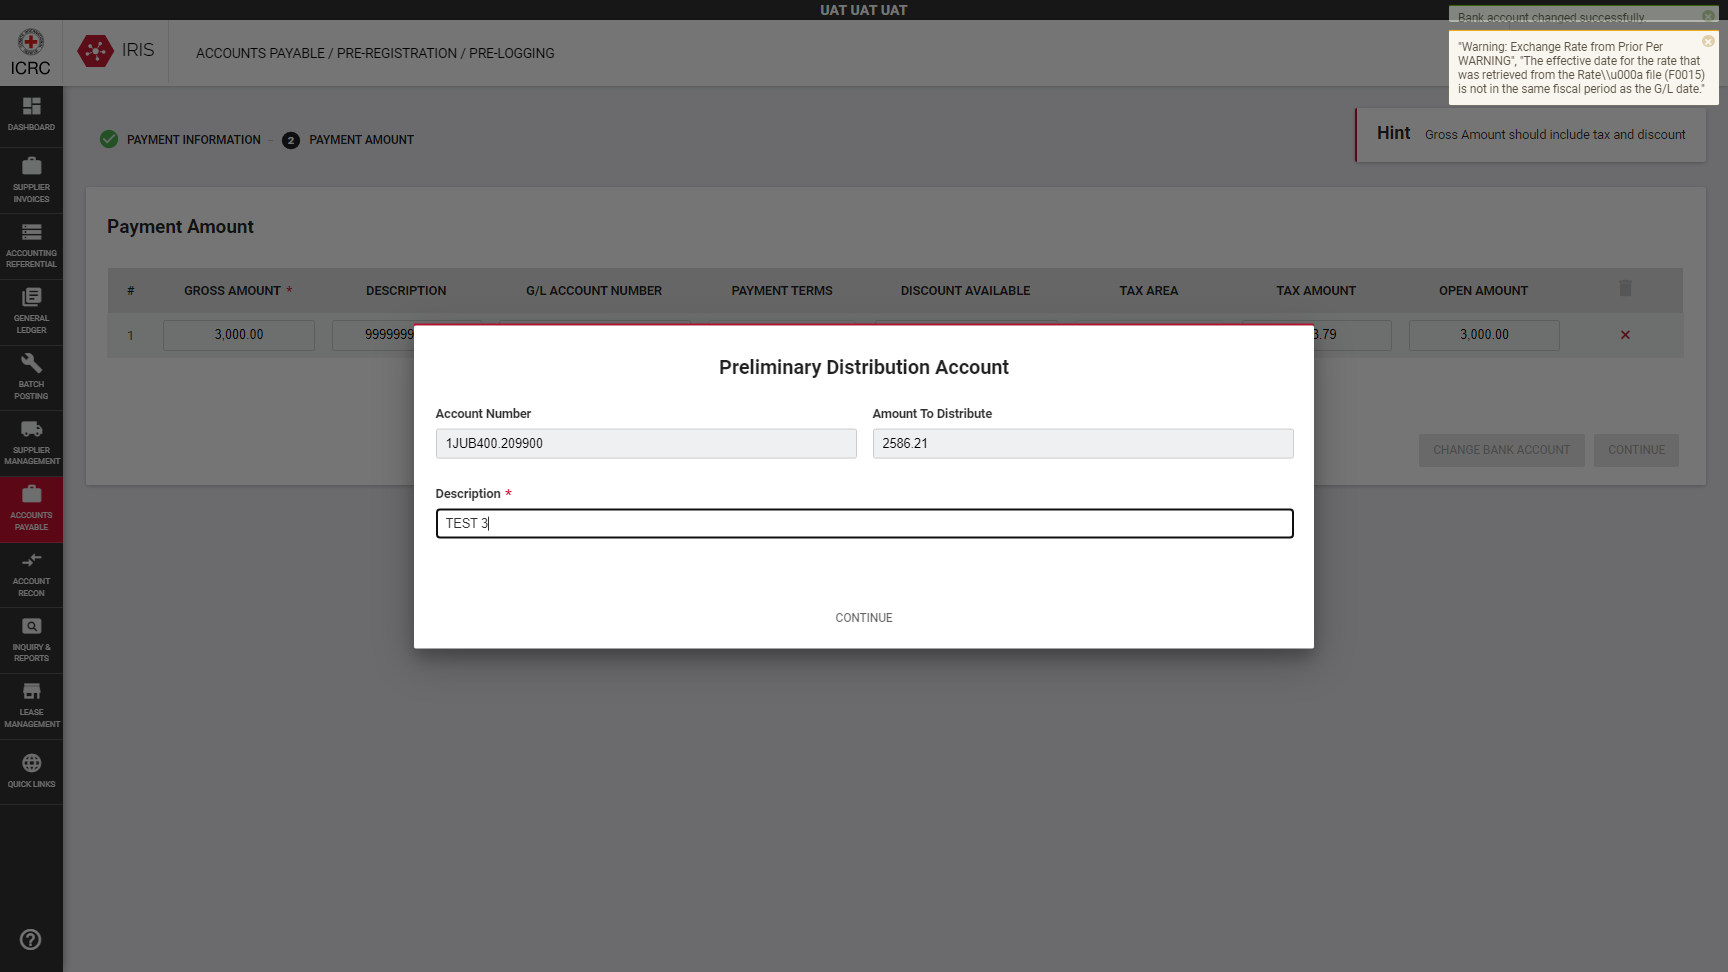 UAT UAT UAT
ICRC
IRIS
ACCOUNTS PAYABLE / PRE-REGISTRATION / PRE-LOGGING
Bank account changed successfully
"Warning: Exchange Rate from Prior Per
WARNING", "The effective date for the rate that
was retrieved from the Rate\\u000a file (F0015)
is not in the same fiscal period as the G/L date."
DASHBOARD
SUPPLIER
INVOICES
ACCOUNTING
REFERENTIAL
GENERAL
LEDGER
BATCH
POSTING
SUPPLIER
MANAGEMENT
ACCOUNTS
PAYABLE
ACCOUNT
RECON
INQUIRY &
REPORTS
LEASE
MANAGEMENT
QUICK LINKS
PAYMENT INFORMATION - 2 PAYMENT AMOUNT
Hint Gross Amount should include tax and discount
Payment Amount
# GROSS AMOUNT * DESCRIPTION G/L ACCOUNT NUMBER PAYMENT TERMS DISCOUNT AVAILABLE TAX AREA TAX AMOUNT OPEN AMOUNT
1 3,000.00 9999999 3.79 3,000.00
CHANGE BANK ACCOUNT CONTINUE
Preliminary Distribution Account
Account Number Amount To Distribute
1JUB400.209900 2586.21
Description *
TEST 3
CONTINUE